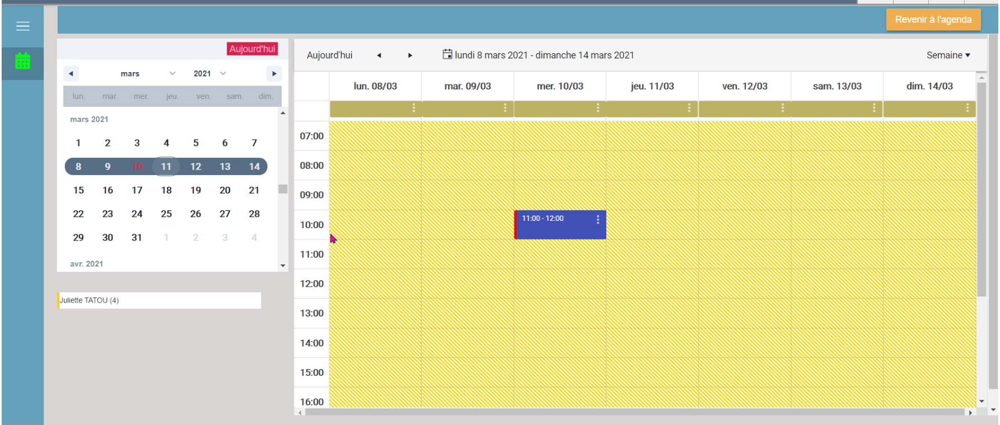 Revenir à l'agenda
Aujourd'hui
mars 2021
lun. mar. mer. jeu. ven. sam. dim.
mars 2021
1 2 3 4 5 6 7
8 9 10 11 12 13 14
15 16 17 18 19 20 21
22 23 24 25 26 27 28
29 30 31 1 2 3 4
avr. 2021
Juliette TATOU (4)
Aujourd'hui lundi 8 mars 2021 - dimanche 14 mars 2021 Semaine
lun. 08/03 mar. 09/03 mer. 10/03 jeu. 11/03 ven. 12/03 sam. 13/03 dim. 14/03
07:00
08:00
09:00
11:00 - 12:00
10:00
11:00
12:00
13:00
14:00
15:00
16:00